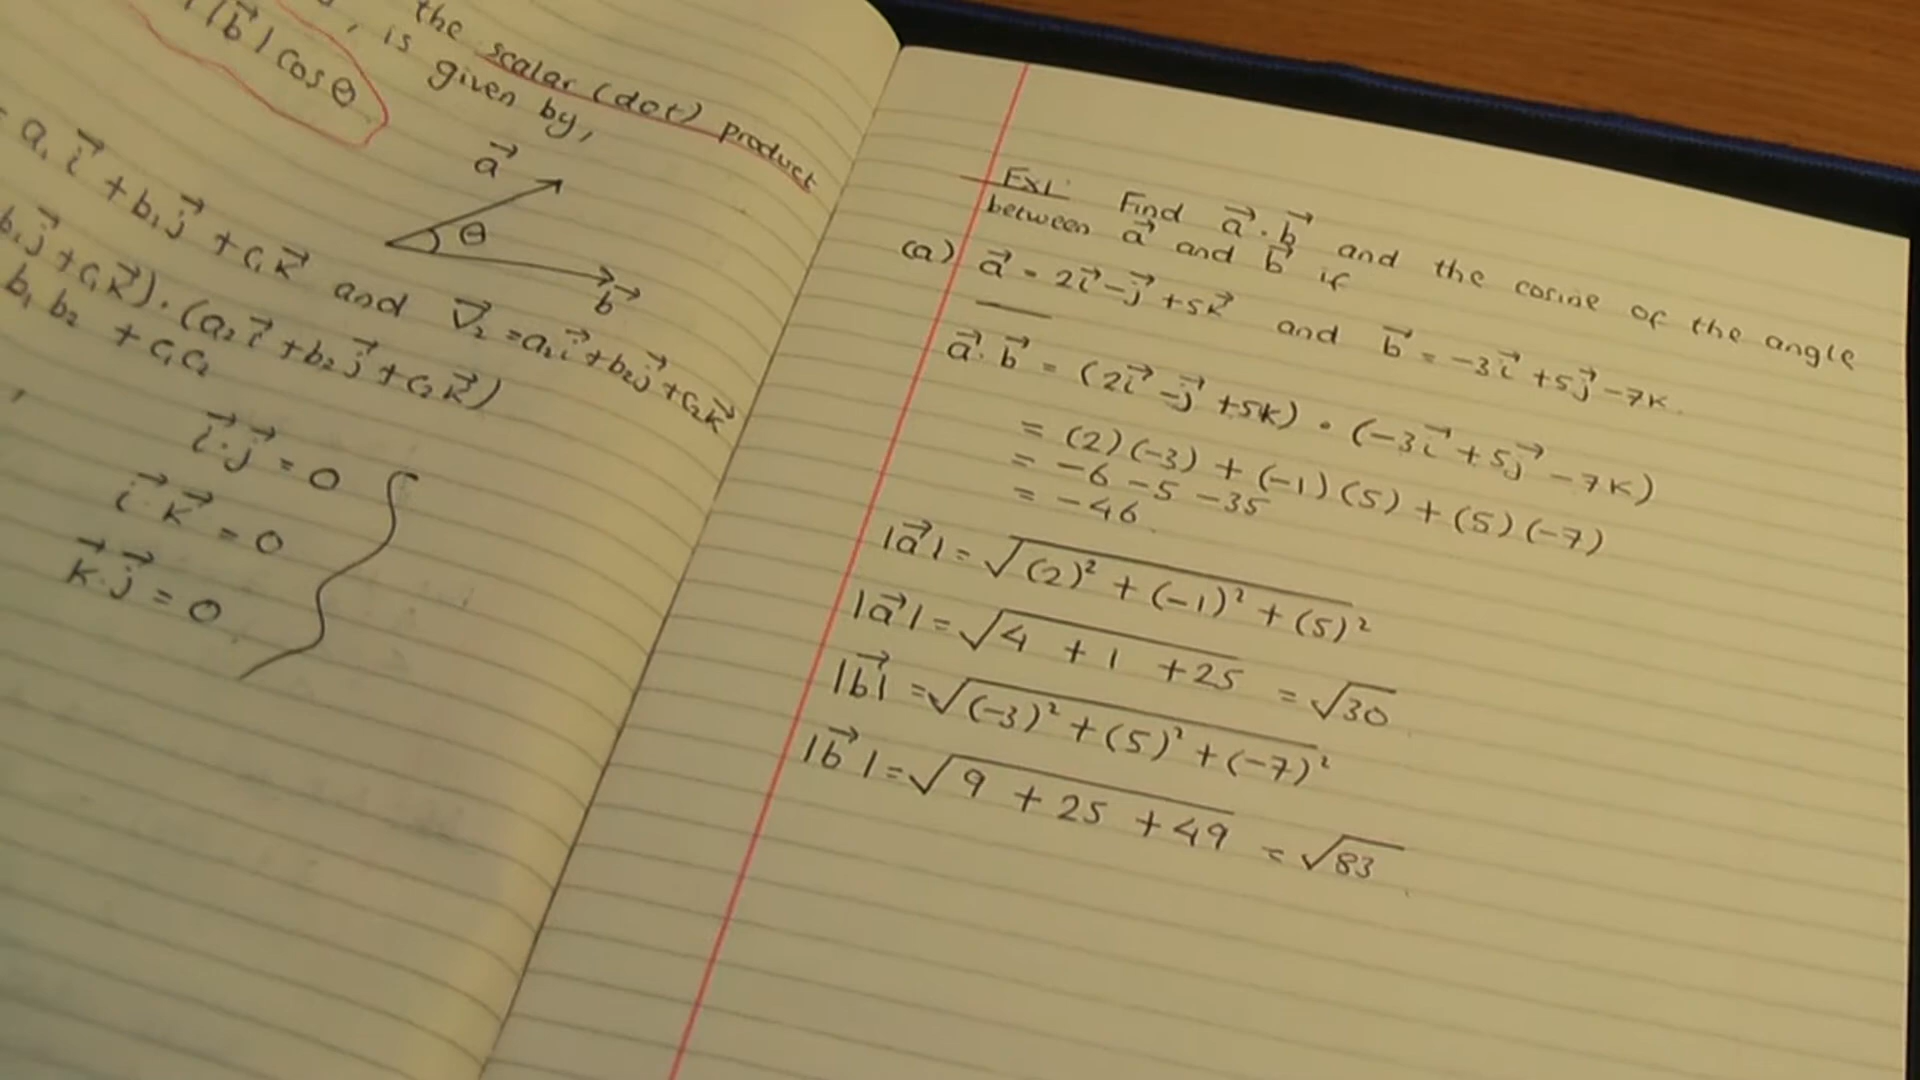 the scalar (dot) product
, is given by,
|b⃗| cos θ
a⃗
θ
b⃗
= a₁ i⃗ + b₁ j⃗ + c₁ k⃗ and V⃗₂ = a₂ i⃗ + b₂ j⃗ + c₂ k⃗
b₁ j⃗ + c₁ k⃗) · (a₂ i⃗ + b₂ j⃗ + c₂ k⃗)
b₁ b₂ + c₁c₂
i⃗ · j⃗ = 0
i⃗ · k⃗ = 0
k⃗ · j⃗ = 0
Ex1: Find a⃗ · b⃗ and the cosine of the angle
between a⃗ and b⃗ if
(a) a⃗ = 2i⃗ - j⃗ + 5k⃗ and b⃗ = -3i⃗ + 5j⃗ - 7k.
a⃗ · b⃗ = (2i⃗ - j⃗ + 5k) · (-3i⃗ + 5j⃗ - 7k)
= (2)(-3) + (-1)(5) + (5)(-7)
= -6 - 5 - 35
= -46.
|a⃗| = √(2)² + (-1)² + (5)²
|a⃗| = √4 + 1 + 25 = √30
|b⃗| = √(-3)² + (5)² + (-7)²
|b⃗| = √9 + 25 + 49 = √83